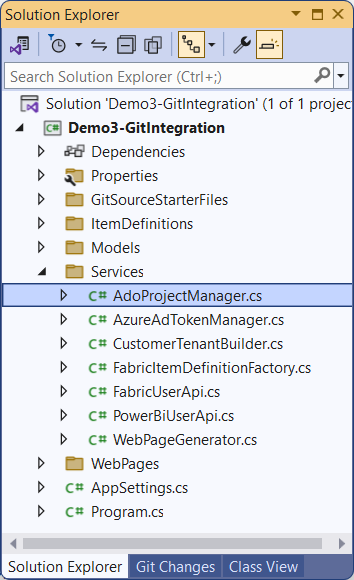 Solution Explorer
Search Solution Explorer (Ctrl+;)
Solution 'Demo3-GitIntegration' (1 of 1 projec
Demo3-GitIntegration
Dependencies
Properties
GitSourceStarterFiles
ItemDefinitions
Models
Services
C# AdoProjectManager.cs
C# AzureAdTokenManager.cs
C# CustomerTenantBuilder.cs
C# FabricItemDefinitionFactory.cs
C# FabricUserApi.cs
C# PowerBiUserApi.cs
C# WebPageGenerator.cs
WebPages
C# AppSettings.cs
C# Program.cs
Solution Explorer Git Changes Class View